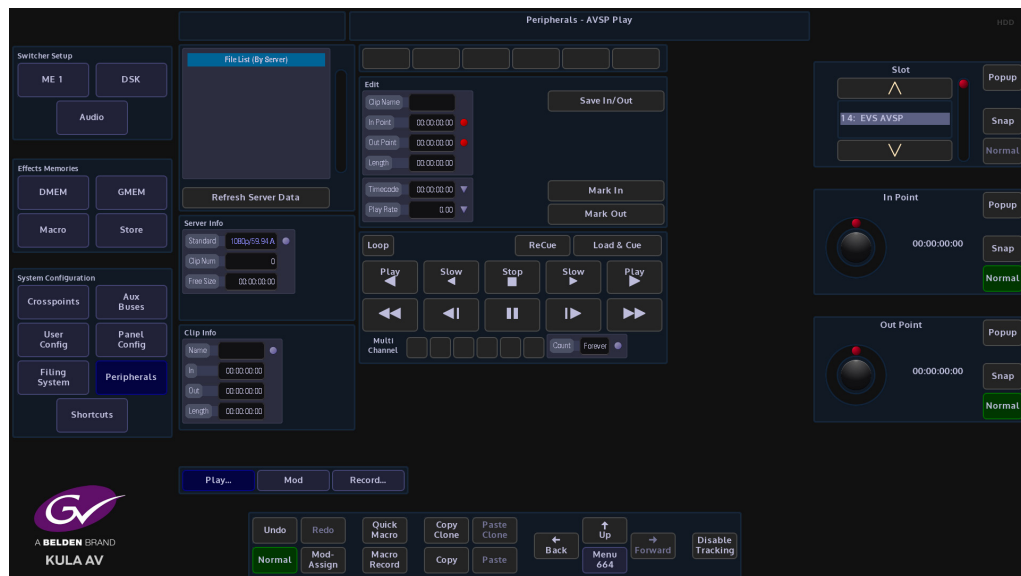 Peripherals - AVSP Play
HDD
Switcher Setup
ME 1
DSK
Audio
Effects Memories
DMEM
GMEM
Macro
Store
System Configuration
Crosspoints
Aux
Buses
User
Config
Panel
Config
Filing
System
Peripherals
Shortcuts
File List (By Server)
Refresh Server Data
Server Info
Standard
1080p/59.94 A
Clip Num
0
Free Size
00:00:00:00
Clip Info
Name
In
00:00:00:00
Out
00:00:00:00
Length
00:00:00:00
Edit
Clip Name
In Point
00:00:00:00
Out Point
00:00:00:00
Length
00:00:00:00
Timecode
00:00:00:00
Play Rate
0.00
Save In/Out
Mark In
Mark Out
Loop
ReCue
Load & Cue
Play
Slow
Stop
Slow
Play
Multi
Channel
Count
Forever
Slot
14: EVS AVSP
Popup
Snap
Normal
In Point
00:00:00:00
Popup
Snap
Normal
Out Point
00:00:00:00
Popup
Snap
Normal
Play...
Mod
Record...
GV
A BELDEN BRAND
KULA AV
Undo
Redo
Quick
Macro
Copy
Clone
Paste
Clone
Normal
Mod-
Assign
Macro
Record
Copy
Paste
Back
Up
Menu
664
Forward
Disable
Tracking